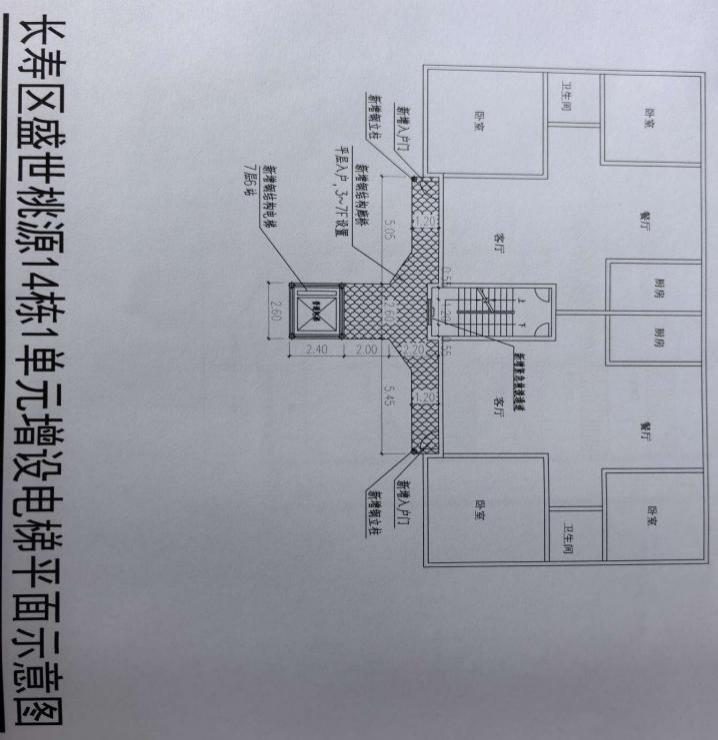 卧室
卫生间
卧室
新增入户门
新增钢立柱
新增钢结构廊桥
平层入户，3~7F设置
新增钢结构电梯
7层6站
5.05
1.20
客厅
餐厅
厨房
厨房
上
下
2.60
2.60
2.40
2.00
2.20
1.20
5.45
客厅
餐厅
新增入户门
新增钢立柱
卧室
卫生间
卧室
长寿区盛世桃源14栋1单元增设电梯平面示意图